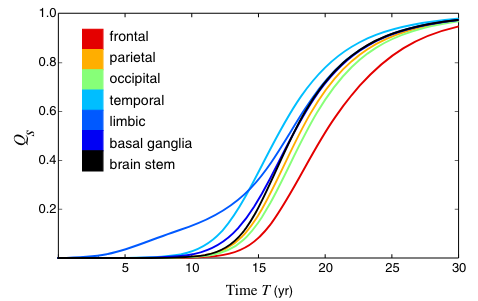 1.0
0.8
0.6
0.4
0.2
Q_s
frontal
parietal
occipital
temporal
limbic
basal ganglia
brain stem
5 10 15 20 25 30
Time T (yr)